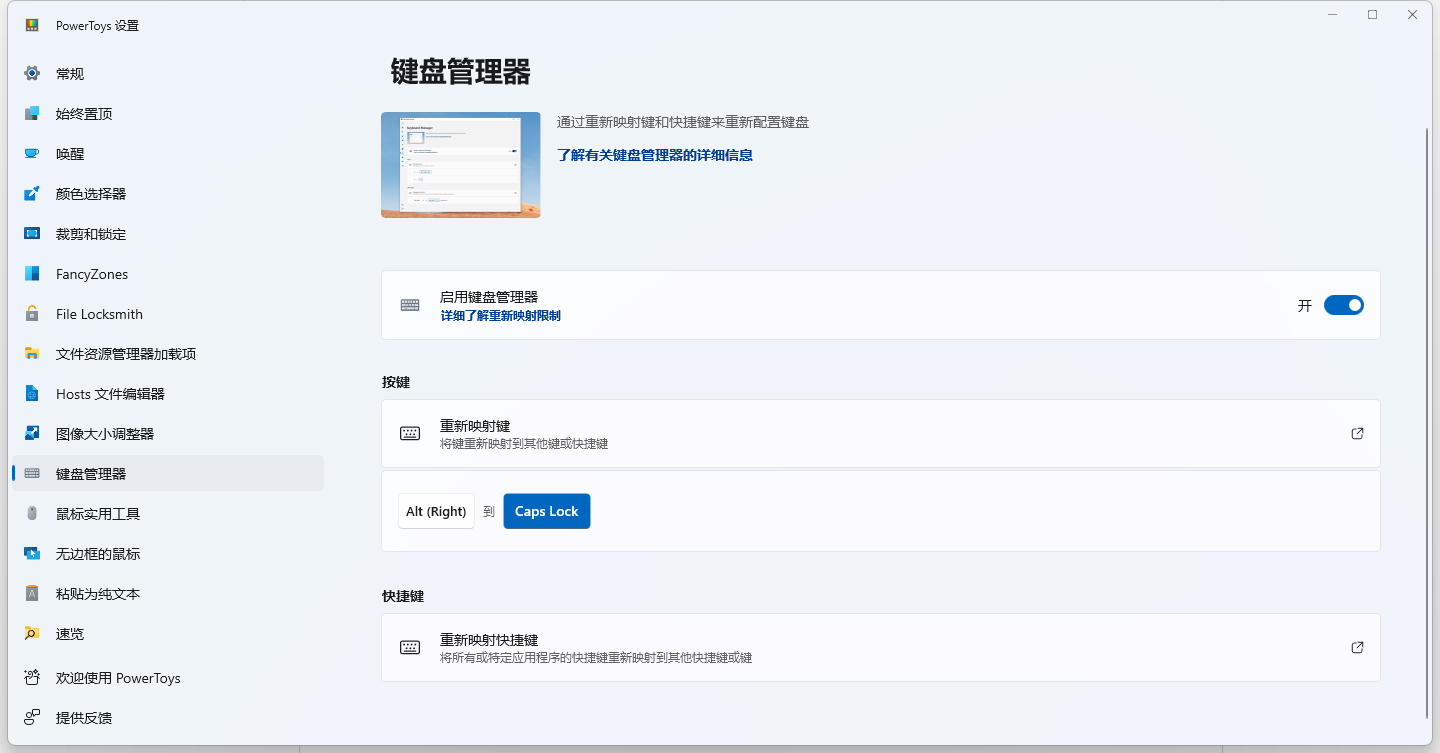 PowerToys 设置
常规
始终置顶
唤醒
颜色选择器
裁剪和锁定
FancyZones
File Locksmith
文件资源管理器加载项
Hosts 文件编辑器
图像大小调整器
键盘管理器
鼠标实用工具
无边框的鼠标
粘贴为纯文本
速览
欢迎使用 PowerToys
提供反馈
键盘管理器
通过重新映射键和快捷键来重新配置键盘
了解有关键盘管理器的详细信息
启用键盘管理器
详细了解重新映射限制
开
按键
重新映射键
将键重新映射到其他键或快捷键
Alt (Right) 到 Caps Lock
快捷键
重新映射快捷键
将所有或特定应用程序的快捷键重新映射到其他快捷键或键